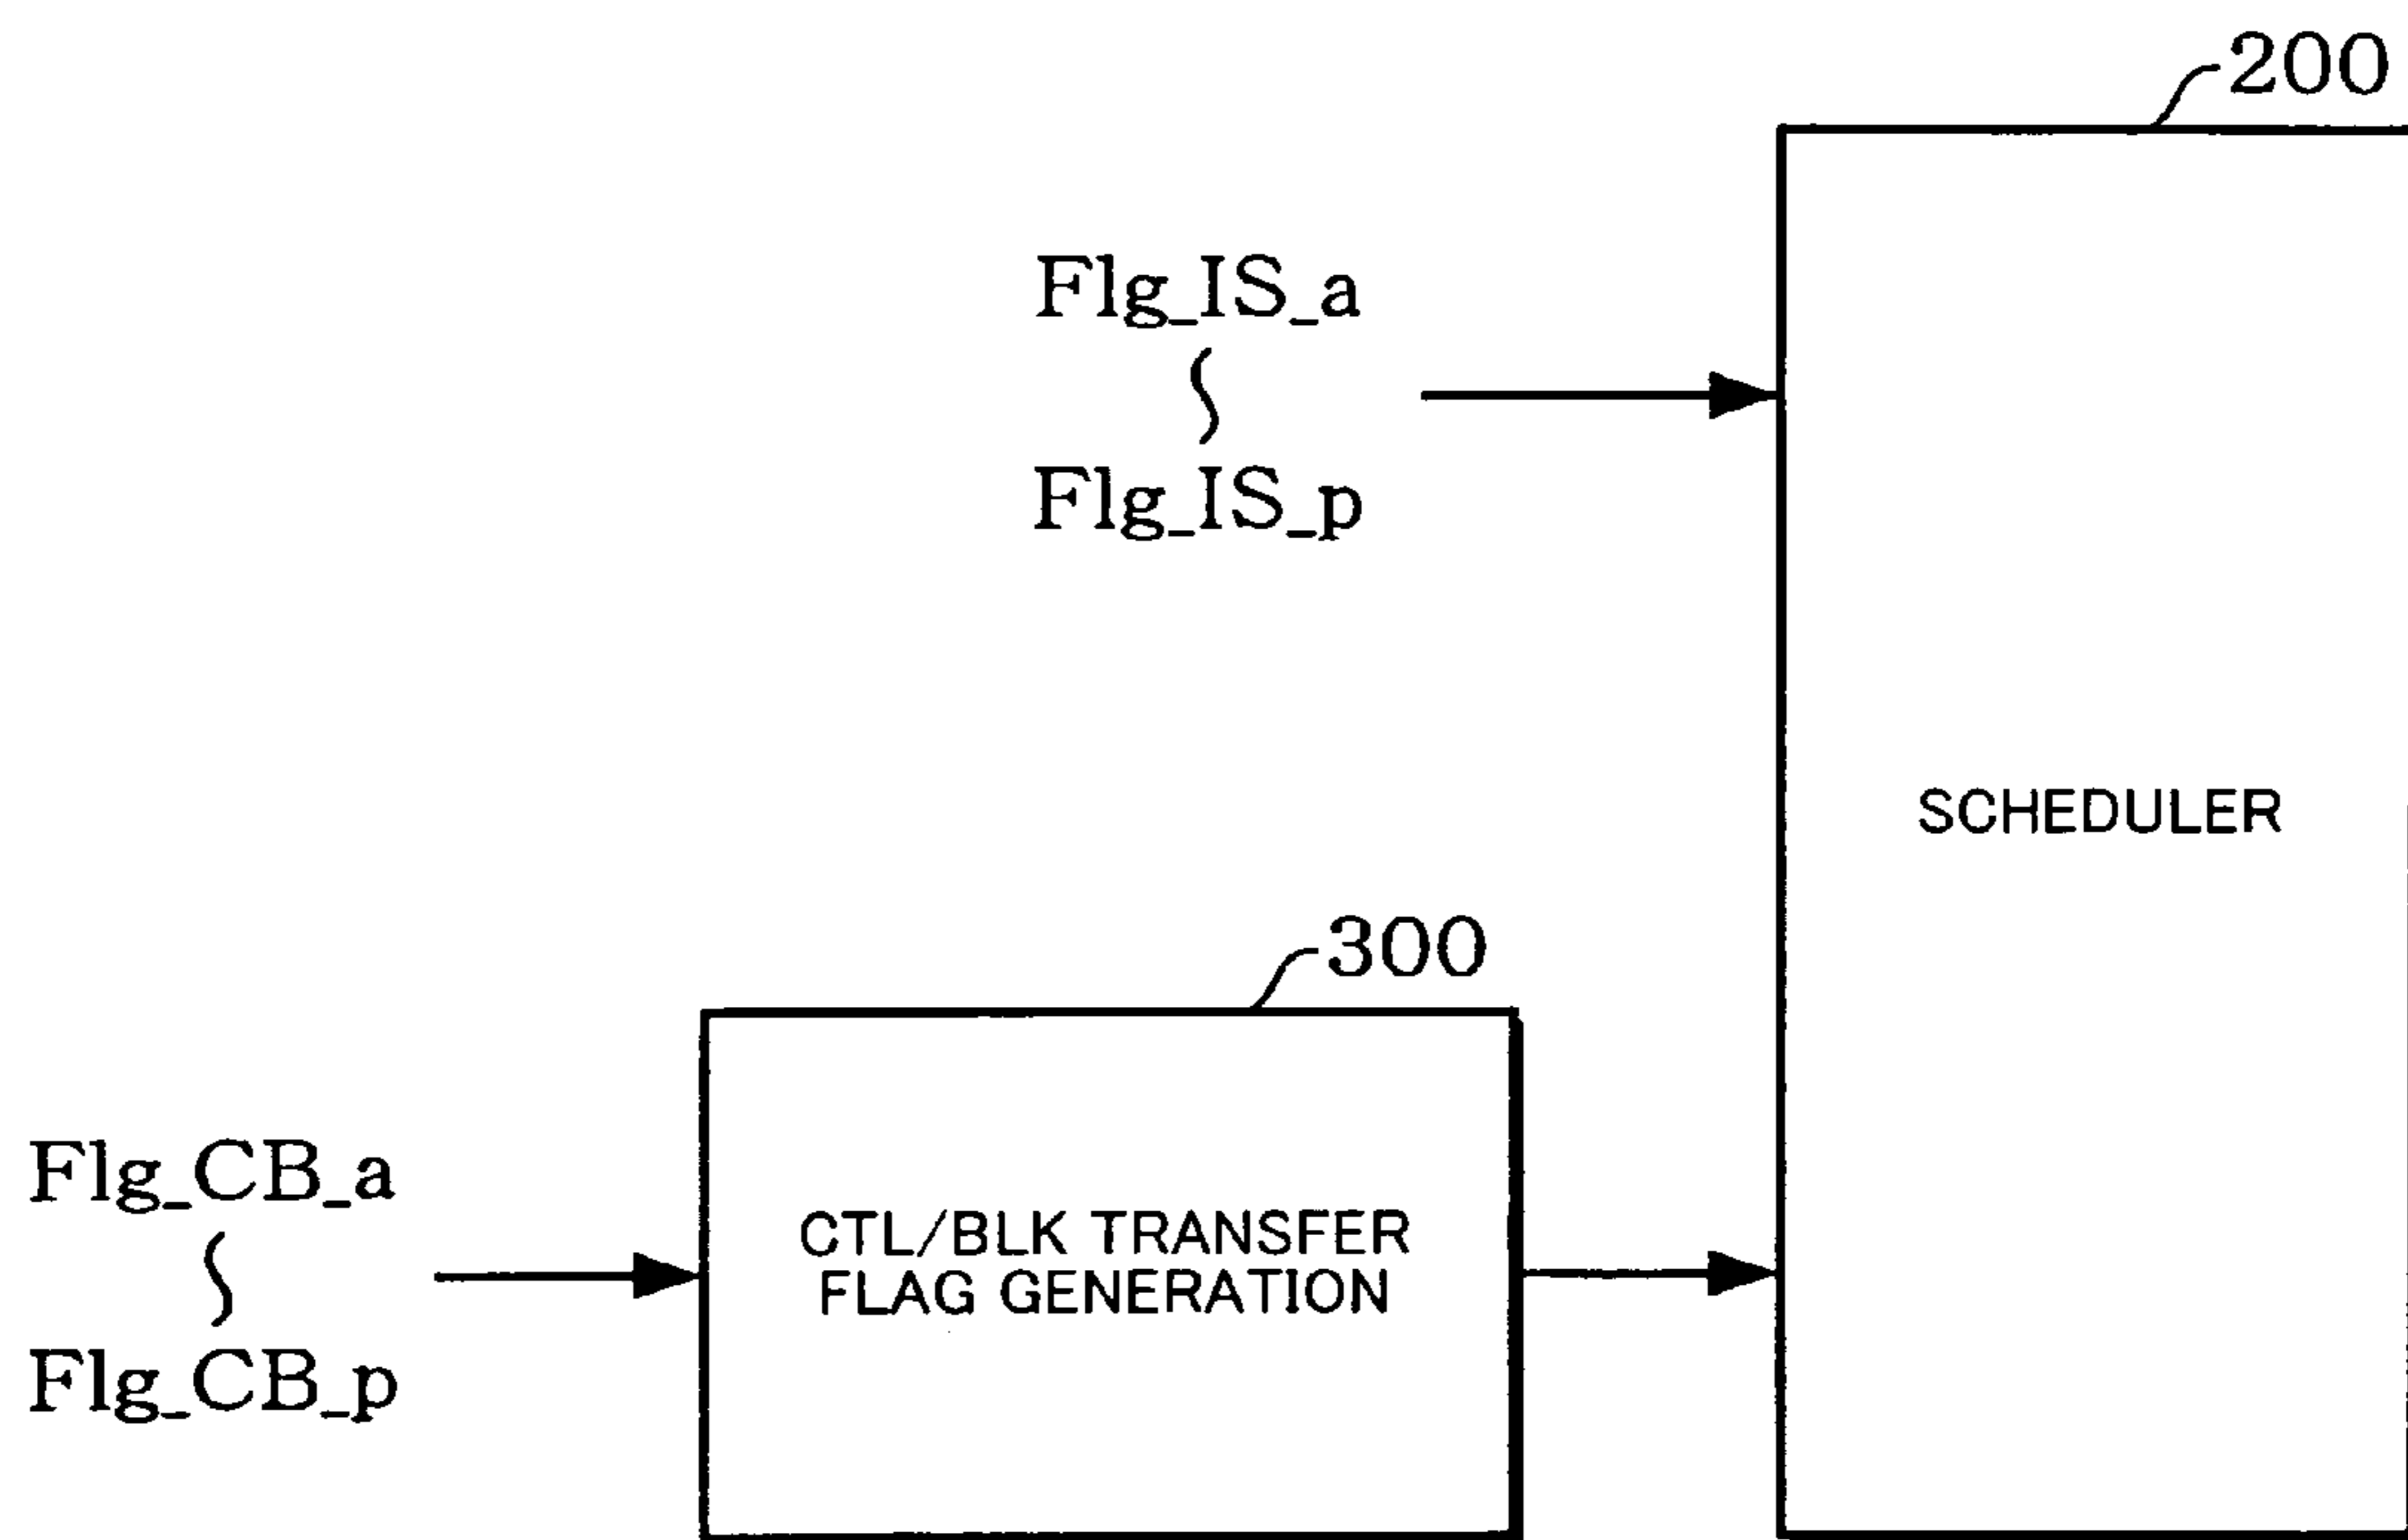 200
Flg_IS_a
Flg_IS_p
SCHEDULER
300
Flg_CB_a
Flg_CB_p
CTL/BLK TRANSFER
FLAG GENERATION